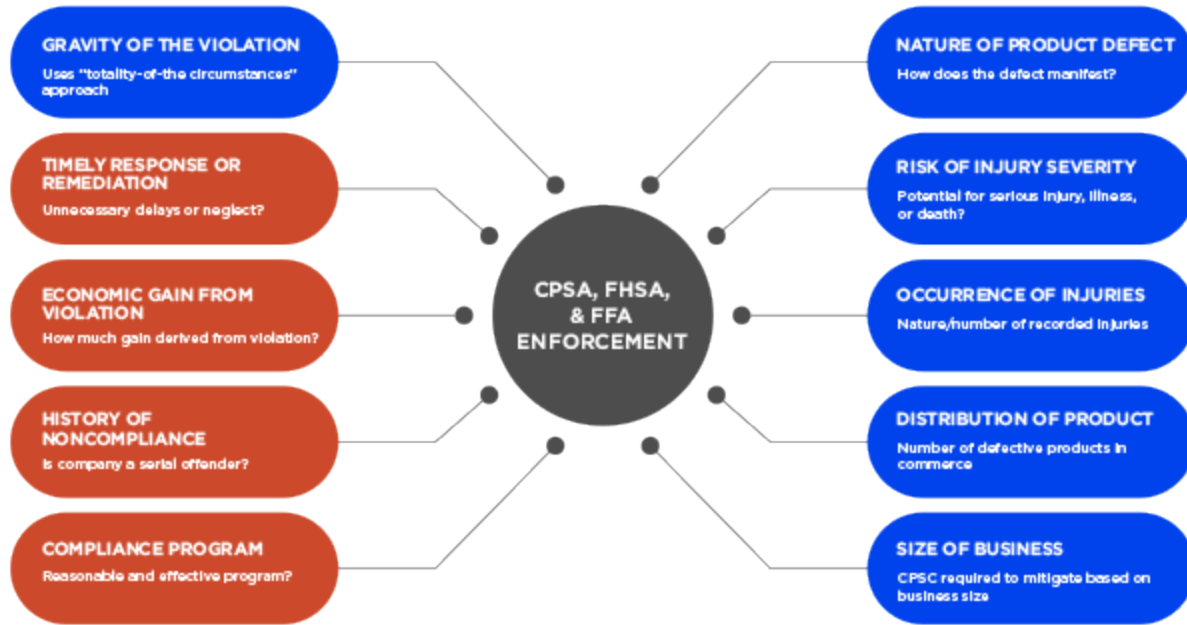 GRAVITY OF THE VIOLATION
Uses "totality-of-the circumstances"
approach
TIMELY RESPONSE OR
REMEDIATION
Unnecessary delays or neglect?
ECONOMIC GAIN FROM
VIOLATION
How much gain derived from violation?
HISTORY OF
NONCOMPLIANCE
Is company a serial offender?
COMPLIANCE PROGRAM
Reasonable and effective program?
CPSA, FHSA,
& FFA
ENFORCEMENT
NATURE OF PRODUCT DEFECT
How does the defect manifest?
RISK OF INJURY SEVERITY
Potential for serious injury, illness,
or death?
OCCURRENCE OF INJURIES
Nature/number of recorded injuries
DISTRIBUTION OF PRODUCT
Number of defective products in
commerce
SIZE OF BUSINESS
CPSC required to mitigate based on
business size